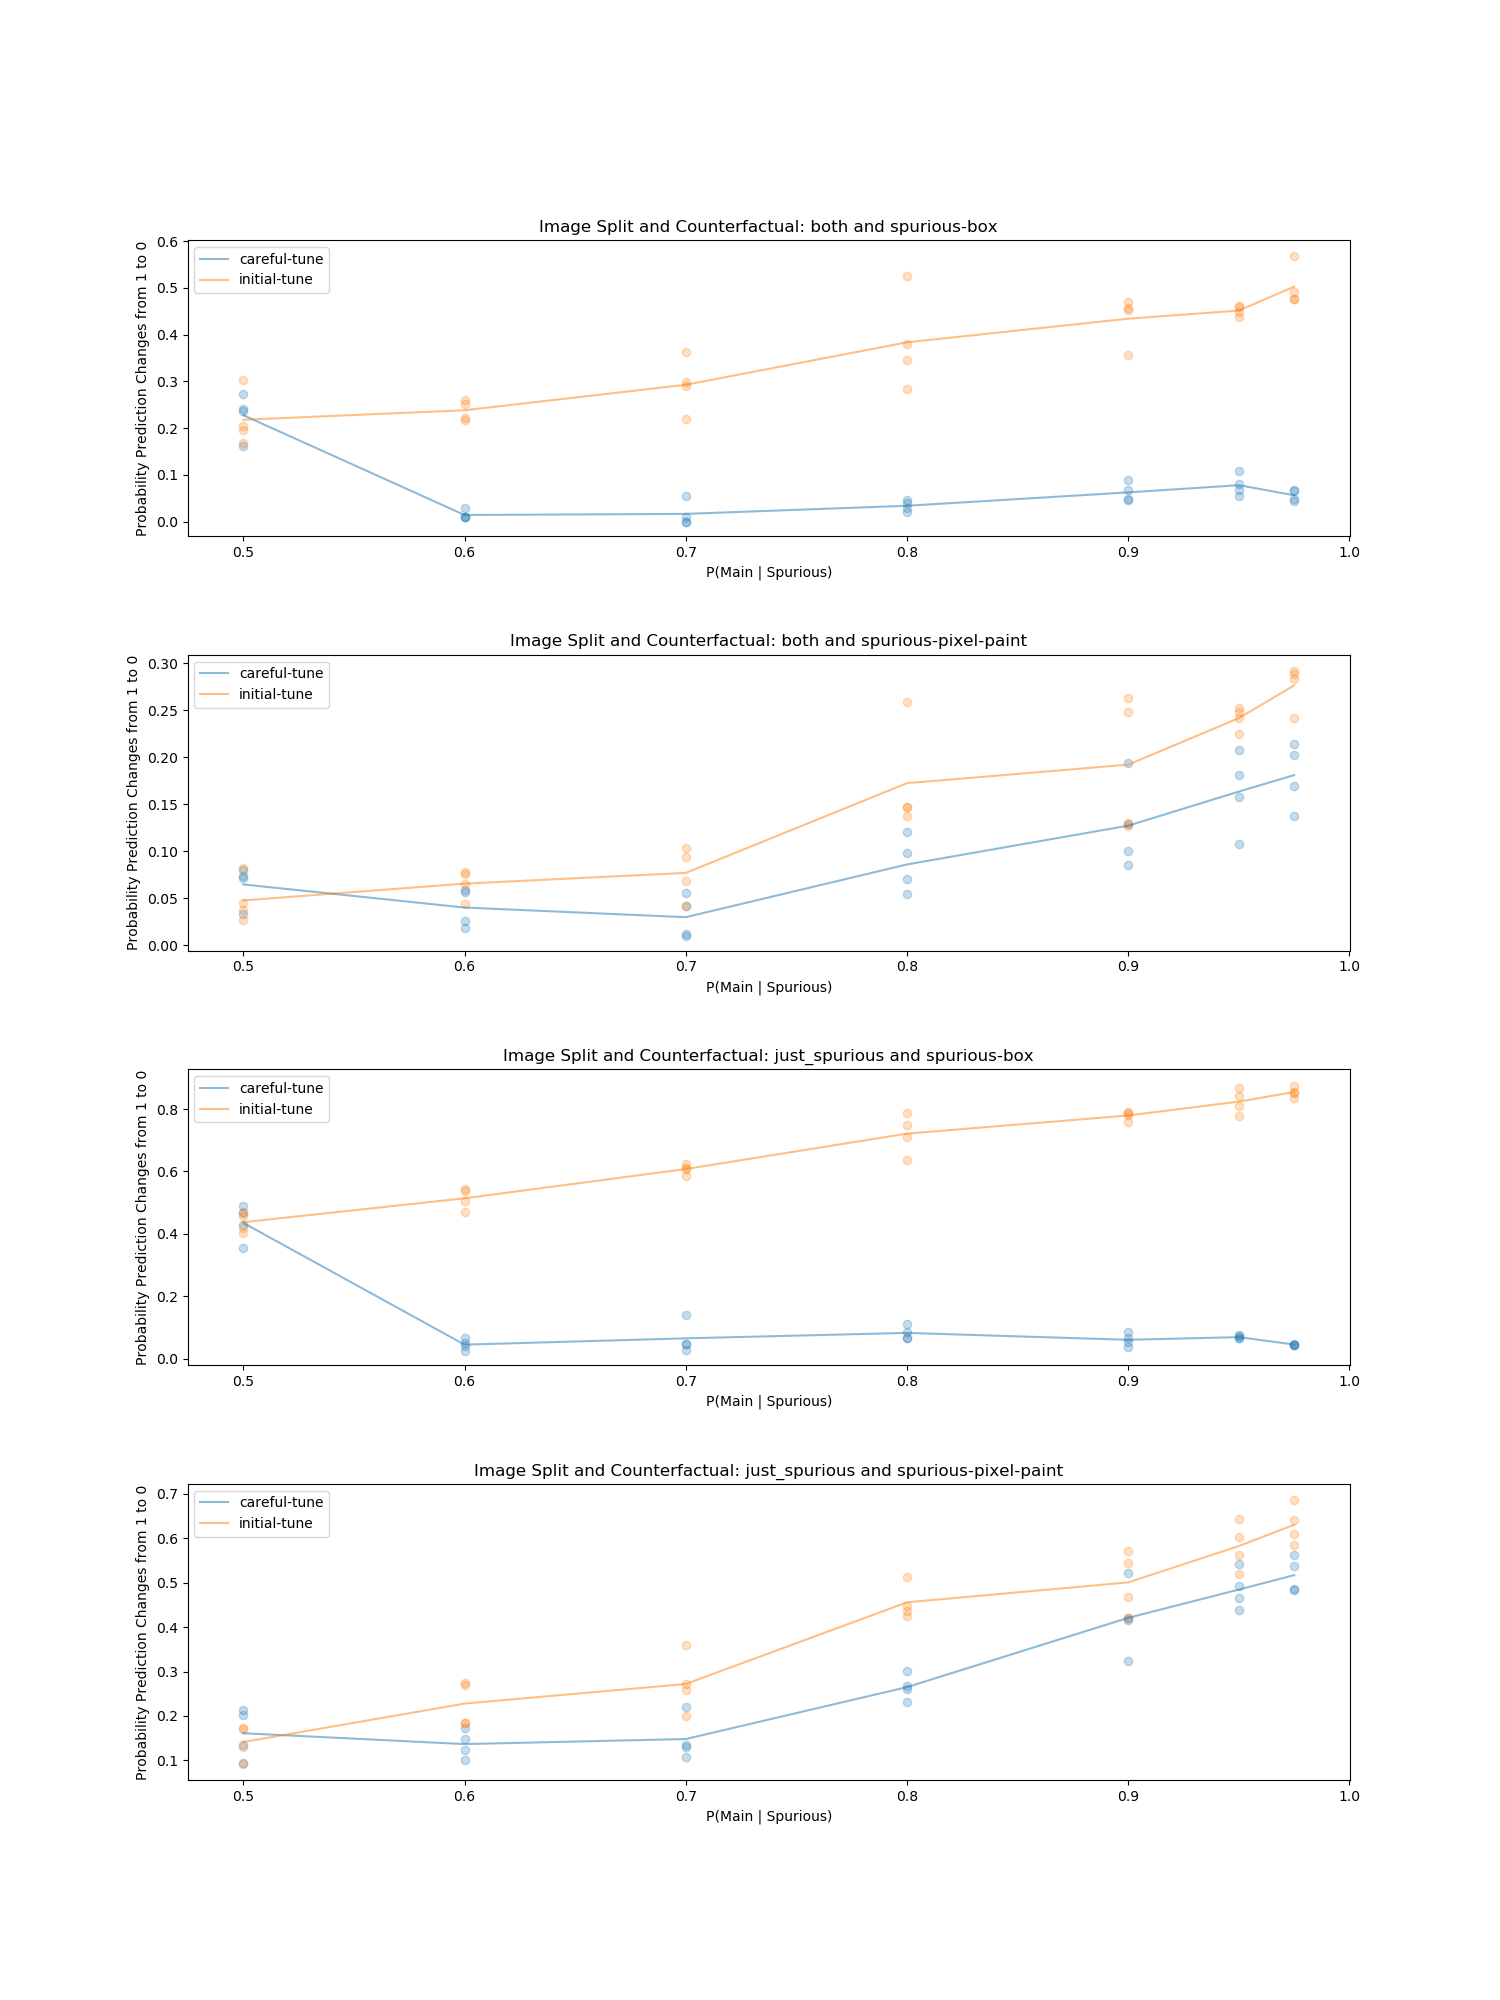 Image Split and Counterfactual: both and spurious-box
Probability Prediction Changes from 1 to 0
0.6
0.5
0.4
0.3
0.2
0.1
0.0
careful-tune
initial-tune
0.5 0.6 0.7 0.8 0.9 1.0
P(Main | Spurious)
Image Split and Counterfactual: both and spurious-pixel-paint
Probability Prediction Changes from 1 to 0
0.30
0.25
0.20
0.15
0.10
0.05
0.00
careful-tune
initial-tune
0.5 0.6 0.7 0.8 0.9 1.0
P(Main | Spurious)
Image Split and Counterfactual: just_spurious and spurious-box
Probability Prediction Changes from 1 to 0
0.8
0.6
0.4
0.2
0.0
careful-tune
initial-tune
0.5 0.6 0.7 0.8 0.9 1.0
P(Main | Spurious)
Image Split and Counterfactual: just_spurious and spurious-pixel-paint
Probability Prediction Changes from 1 to 0
0.7
0.6
0.5
0.4
0.3
0.2
0.1
careful-tune
initial-tune
0.5 0.6 0.7 0.8 0.9 1.0
P(Main | Spurious)